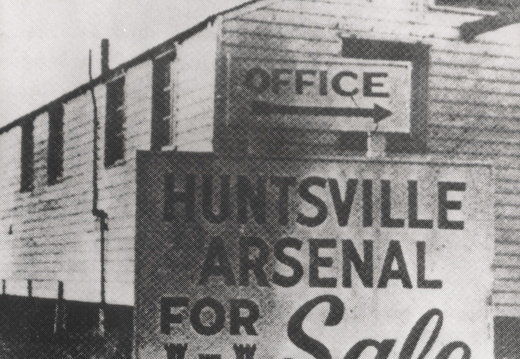 OFFICE
HUNTSVILLE
ARSENAL
FOR Sale